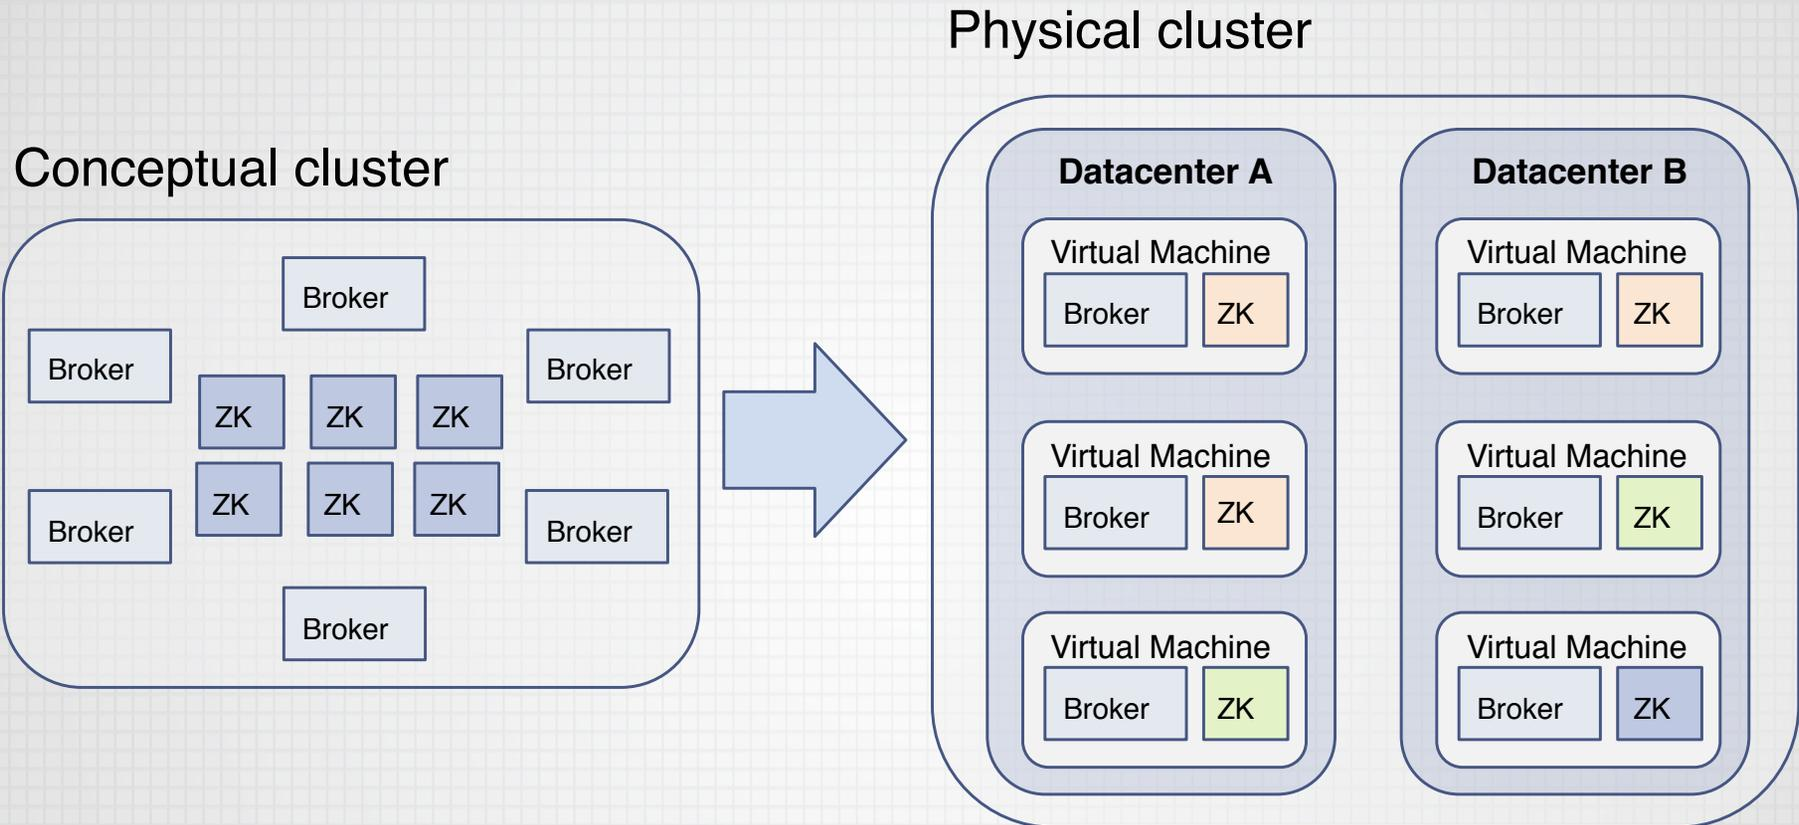 Physical cluster
Conceptual cluster
Broker
Broker
Broker
ZK
ZK
ZK
ZK
ZK
ZK
Broker
Broker
Broker
Datacenter A
Virtual Machine
Broker
ZK
Virtual Machine
Broker
ZK
Virtual Machine
Broker
ZK
Datacenter B
Virtual Machine
Broker
ZK
Virtual Machine
Broker
ZK
Virtual Machine
Broker
ZK